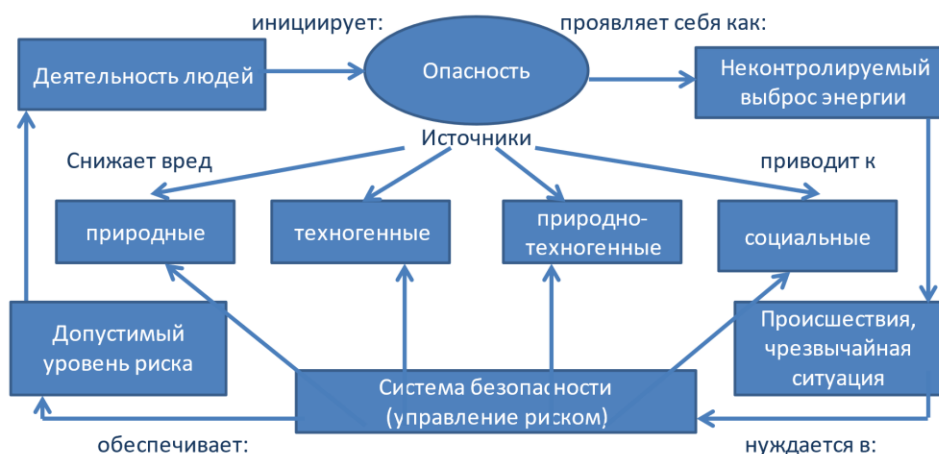 инициирует:
проявляет себя как:
Деятельность людей
Опасность
Неконтролируемый
выброс энергии
Источники
Снижает вред
приводит к
природные
техногенные
природно-
техногенные
социальные
Допустимый
уровень риска
Происшествия,
чрезвычайная
ситуация
Система безопасности
(управление риском)
обеспечивает:
нуждается в: